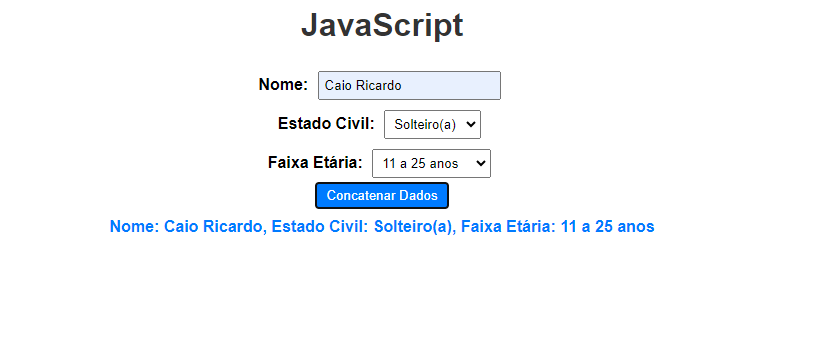 JavaScript
Nome: Caio Ricardo
Estado Civil: Solteiro(a)
Faixa Etária: 11 a 25 anos
Concatenar Dados
Nome: Caio Ricardo, Estado Civil: Solteiro(a), Faixa Etária: 11 a 25 anos